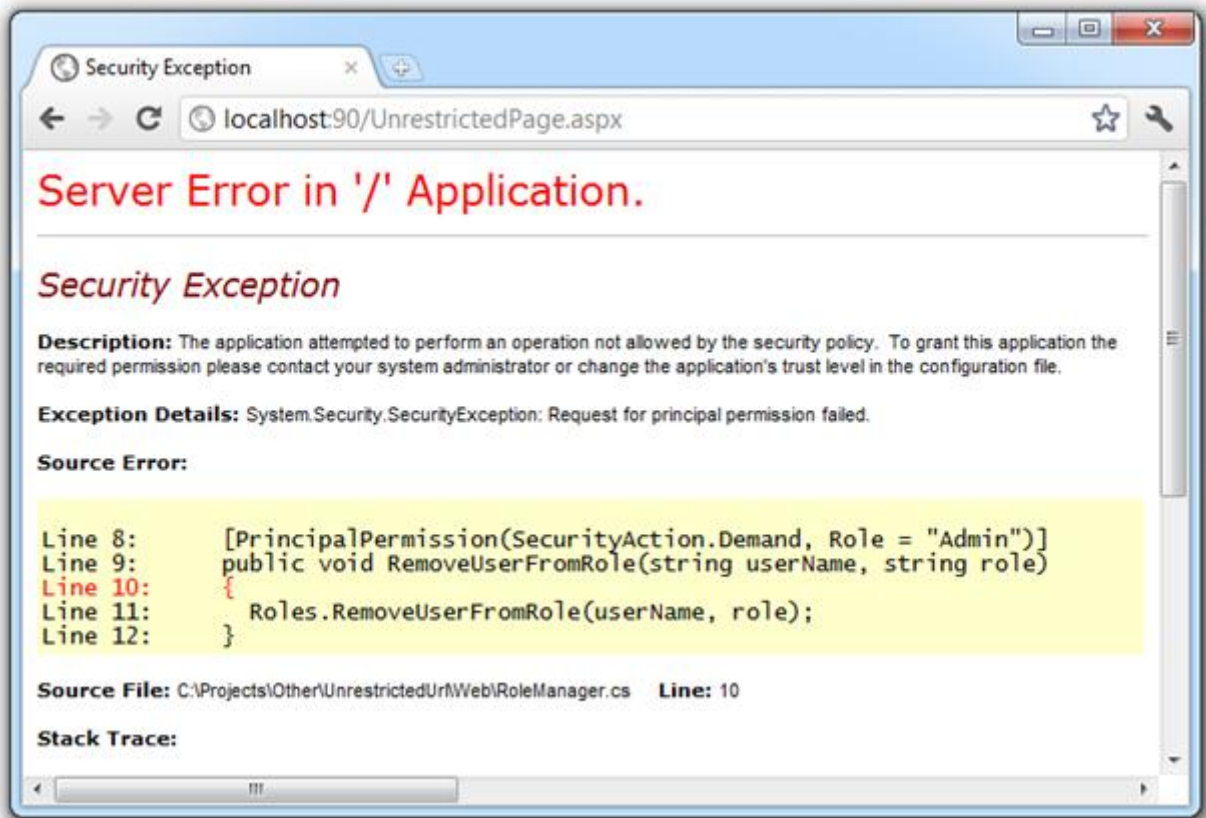 Security Exception
localhost:90/UnrestrictedPage.aspx
Server Error in '/' Application.
Security Exception
Description: The application attempted to perform an operation not allowed by the security policy.  To grant this application the
required permission please contact your system administrator or change the application's trust level in the configuration file.
Exception Details: System.Security.SecurityException: Request for principal permission failed.
Source Error:
Line 8:      [PrincipalPermission(SecurityAction.Demand, Role = "Admin")]
Line 9:      public void RemoveUserFromRole(string userName, string role)
Line 10:     {
Line 11:       Roles.RemoveUserFromRole(userName, role);
Line 12:     }
Source File: C:\Projects\Other\UnrestrictedUrl\Web\RoleManager.cs    Line: 10
Stack Trace: